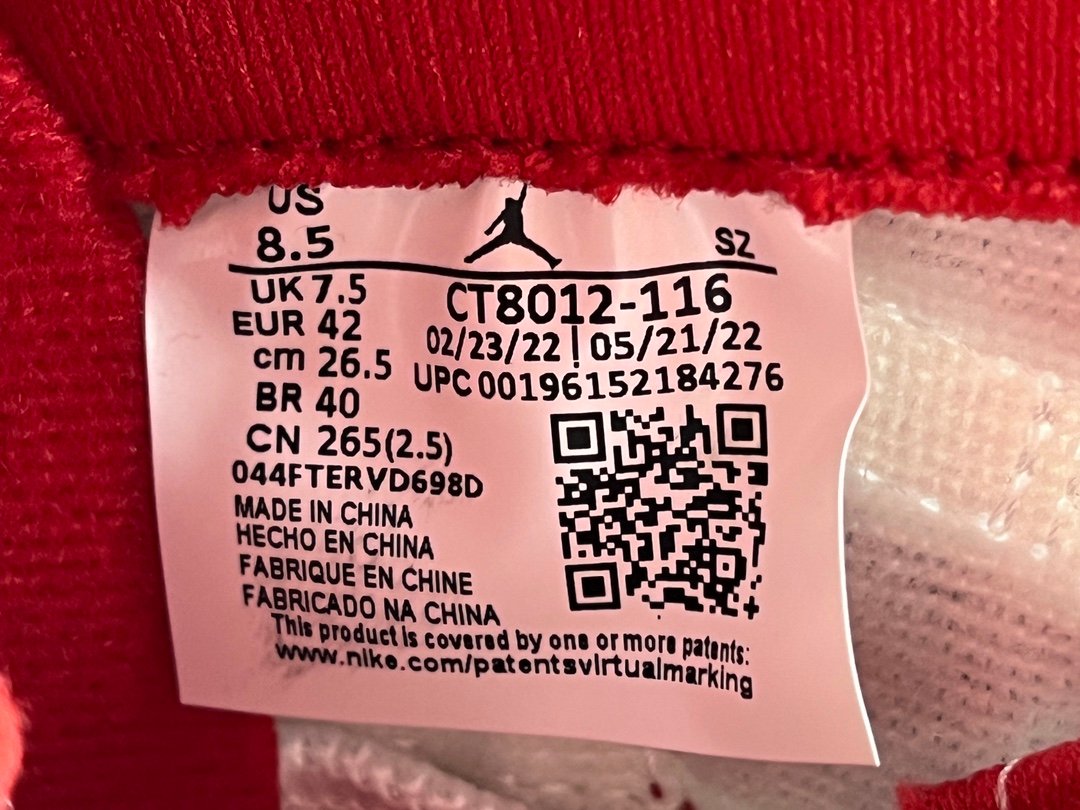 US
8.5
SZ
UK 7.5
EUR 42
cm 26.5
BR 40
CN 265(2.5)
044FTERVD698D
CT8012-116
02/23/22 | 05/21/22
UPC 00196152184276
MADE IN CHINA
HECHO EN CHINA
FABRIQUE EN CHINE
FABRICADO NA CHINA
This product is covered by one or more patents:
www.nike.com/patentsvirtualmarking